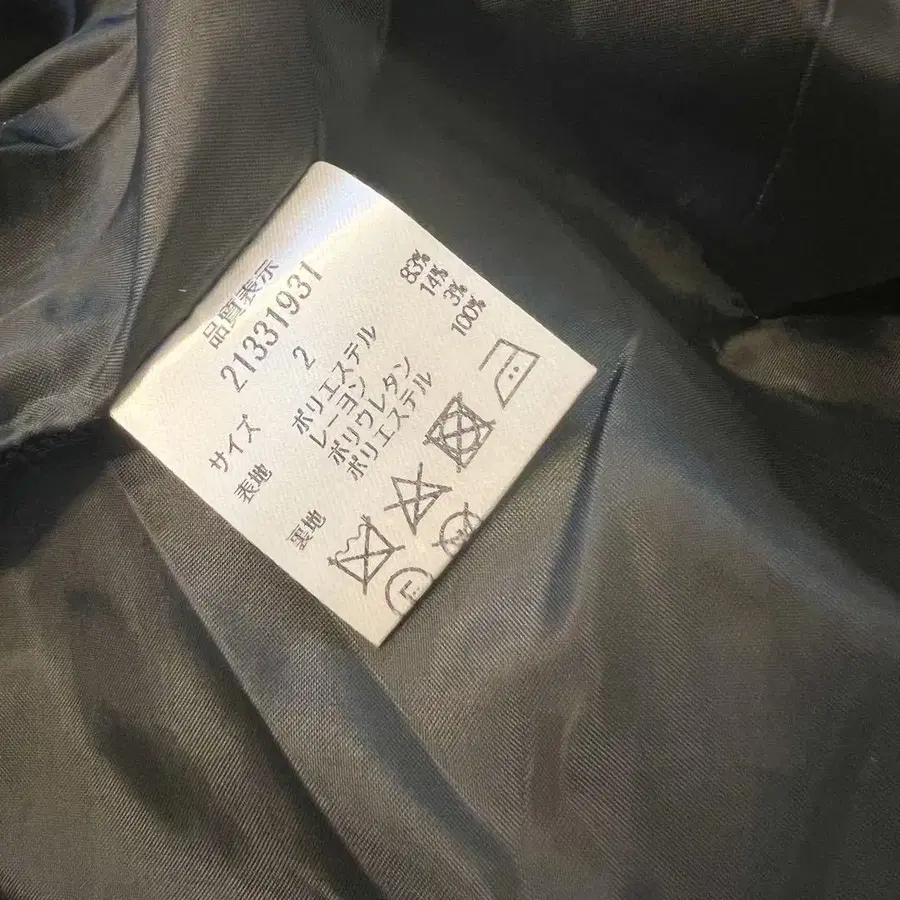 品質表示
21331931
サイズ 2
表地 ポリエステル 83%
レーヨン 14%
ポリウレタン 3%
裏地 ポリエステル 100%